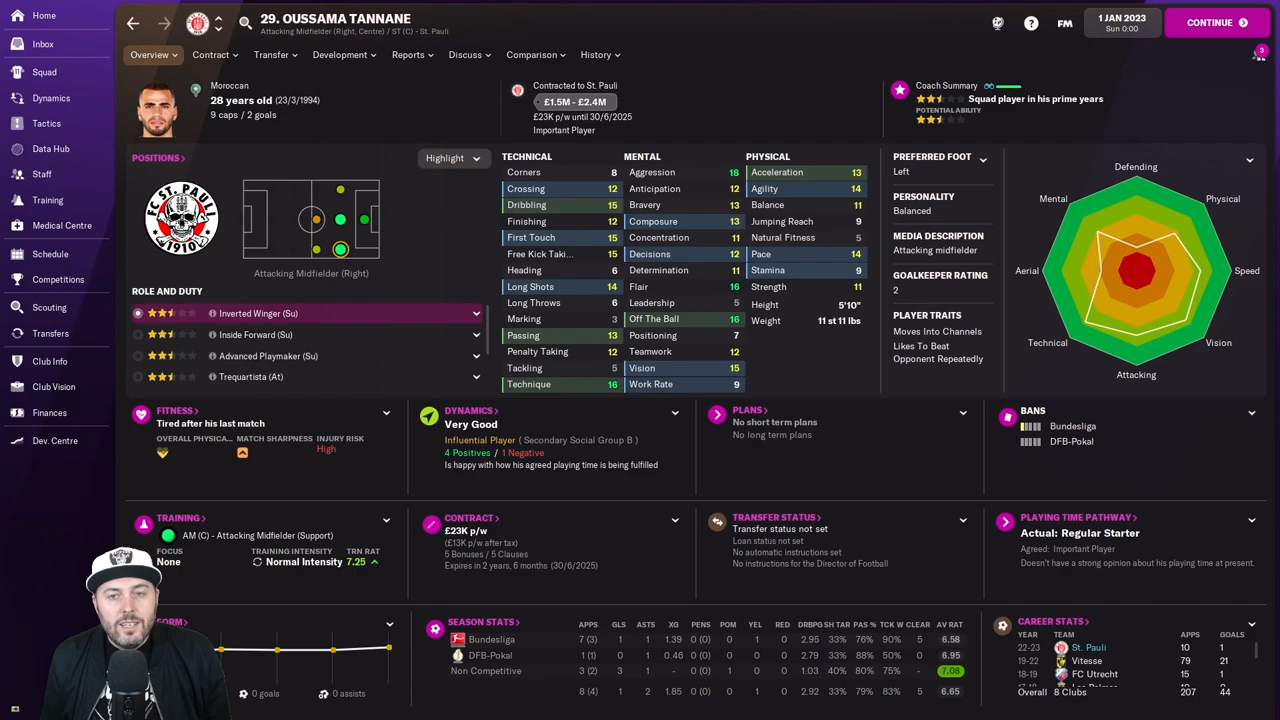 Home
Inbox
Squad
Dynamics
Tactics
Data Hub
Staff
Training
Medical Centre
Schedule
Competitions
Scouting
Transfers
Club Info
Club Vision
Finances
Dev. Centre
29. OUSSAMA TANNANE
Attacking Midfielder (Right, Centre) / ST (C) - St. Pauli
FM
1 JAN 2023
Sun 0:00
CONTINUE
3
Overview
Contract
Transfer
Development
Reports
Discuss
Comparison
History
Moroccan
28 years old (23/3/1994)
9 caps / 2 goals
Contracted to St. Pauli
£1.5M - £2.4M
£23K p/w until 30/6/2025
Important Player
Coach Summary
Squad player in his prime years
POTENTIAL ABILITY
POSITIONS
Highlight
FC ST. PAULI
1910
Attacking Midfielder (Right)
ROLE AND DUTY
Inverted Winger (Su)
Inside Forward (Su)
Advanced Playmaker (Su)
Trequartista (At)
TECHNICAL
Corners 8
Crossing 12
Dribbling 15
Finishing 12
First Touch 15
Free Kick Taki... 15
Heading 6
Long Shots 14
Long Throws 6
Marking 3
Passing 13
Penalty Taking 12
Tackling 5
Technique 16
MENTAL
Aggression 18
Anticipation 12
Bravery 13
Composure 13
Concentration 11
Decisions 12
Determination 11
Flair 16
Leadership 5
Off The Ball 16
Positioning 7
Teamwork 12
Vision 15
Work Rate 9
PHYSICAL
Acceleration 13
Agility 14
Balance 11
Jumping Reach 9
Natural Fitness 5
Pace 14
Stamina 9
Strength 11
Height 5'10"
Weight 11 st 11 lbs
PREFERRED FOOT
Left
PERSONALITY
Balanced
MEDIA DESCRIPTION
Attacking midfielder
GOALKEEPER RATING
2
PLAYER TRAITS
Moves Into Channels
Likes To Beat
Opponent Repeatedly
Defending
Physical
Speed
Vision
Attacking
Technical
Aerial
Mental
FITNESS
Tired after his last match
OVERALL PHYSICA... MATCH SHARPNESS INJURY RISK
High
DYNAMICS
Very Good
Influential Player ( Secondary Social Group B )
4 Positives / 1 Negative
Is happy with how his agreed playing time is being fulfilled
PLANS
No short term plans
No long term plans
BANS
Bundesliga
DFB-Pokal
TRAINING
AM (C) - Attacking Midfielder (Support)
FOCUS TRAINING INTENSITY TRN RAT
None Normal Intensity 7.25
CONTRACT
£23K p/w
(£13K p/w after tax)
5 Bonuses / 5 Clauses
Expires in 2 years, 6 months (30/6/2025)
TRANSFER STATUS
Transfer status not set
Loan status not set
No automatic instructions set
No instructions for the Director of Football
PLAYING TIME PATHWAY
Actual: Regular Starter
Agreed: Important Player
Doesn't have a strong opinion about his playing time at present.
FORM
0 goals 0 assists
SEASON STATS APPS GLS ASTS XG PENS POM YEL RED DRBPG SH TAR PAS % TCK W CLEAR AV RAT
Bundesliga 7 (3) 1 1 1.39 0 (0) 0 1 0 2.95 33% 76% 90% 5 6.58
DFB-Pokal 1 (1) 0 1 0.46 0 (0) 0 0 0 2.79 33% 88% 50% 0 6.95
Non Competitive 3 (2) 3 1 - 0 (0) 1 0 0 1.03 40% 80% 75% - 7.08
8 (4) 1 2 1.85 0 (0) 0 1 0 2.92 33% 79% 83% 5 6.65
CAREER STATS
YEAR TEAM APPS GOALS
22-23 St. Pauli 10 1
19-22 Vitesse 79 21
18-19 FC Utrecht 15 1
Overall 8 Clubs 207 44